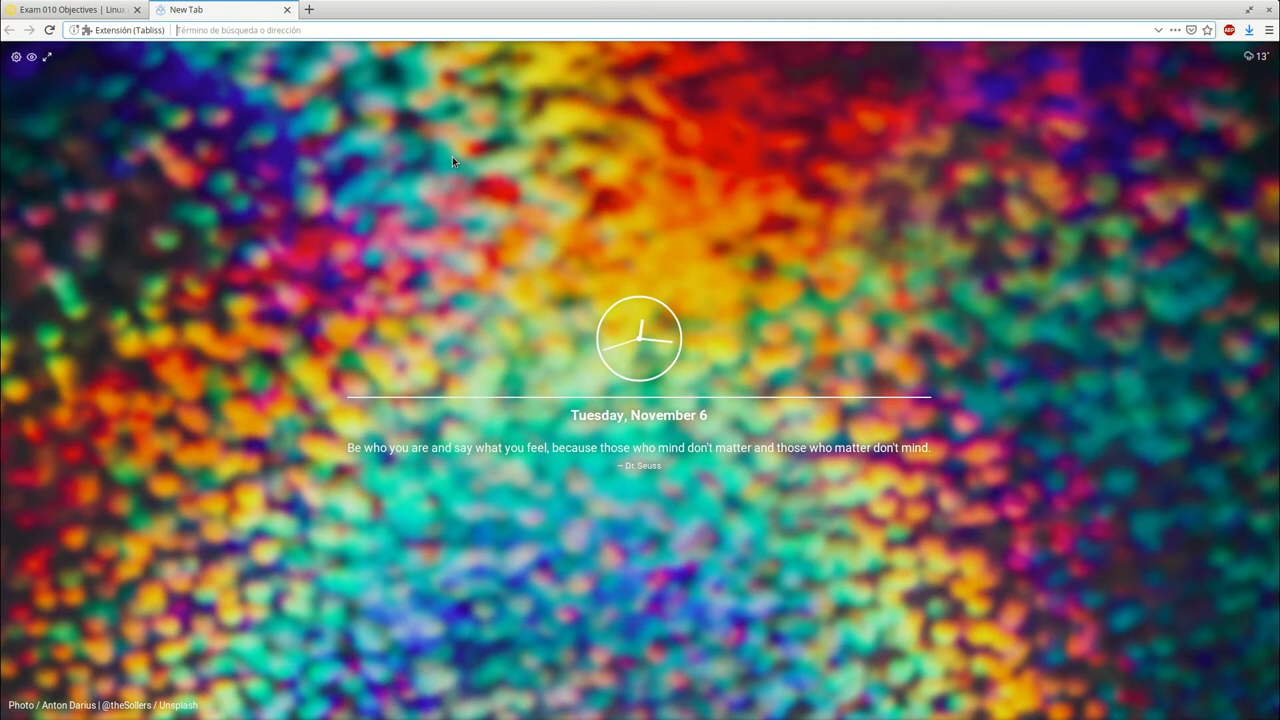 Exam 010 Objectives | Linux
New Tab
Extensión (Tabliss)
Término de búsqueda o dirección
ABP
13°
Tuesday, November 6
Be who you are and say what you feel, because those who mind don't matter and those who matter don't mind.
— Dr. Seuss
Photo / Anton Darius | @theSollers / Unsplash